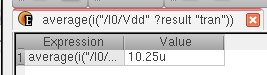 average(i("/I0/Vdd" ?result "tran"))
Expression Value
1 average(i("/I0/... 10.25u